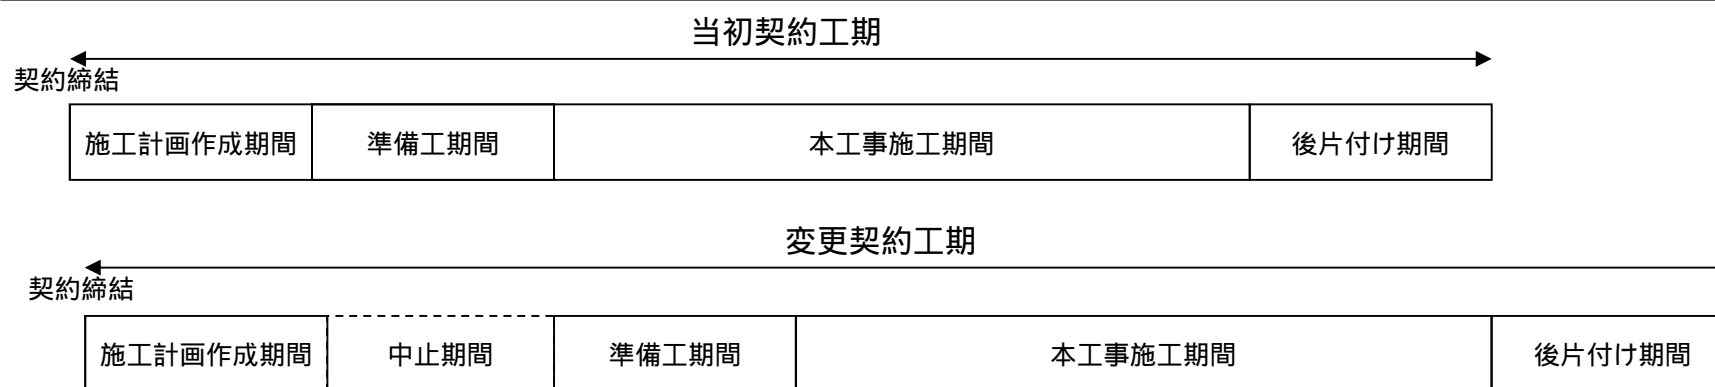 当初契約工期
契約締結
施工計画作成期間 準備工期間 本工事施工期間 後片付け期間
変更契約工期
契約締結
施工計画作成期間 中止期間 準備工期間 本工事施工期間 後片付け期間